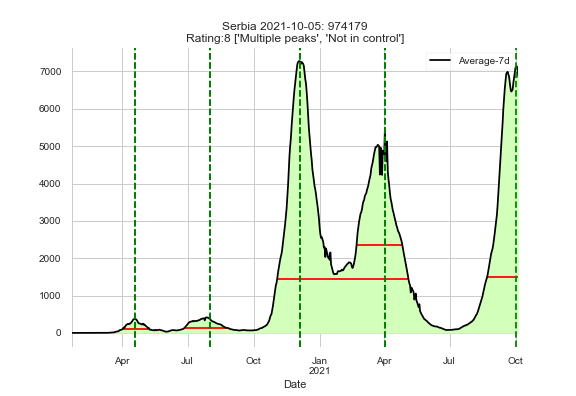 Serbia 2021-10-05: 974179
Rating:8 ['Multiple peaks', 'Not in control']
Average-7d
7000
6000
5000
4000
3000
2000
1000
0
Apr Jul Oct Jan Apr Jul Oct
2021
Date